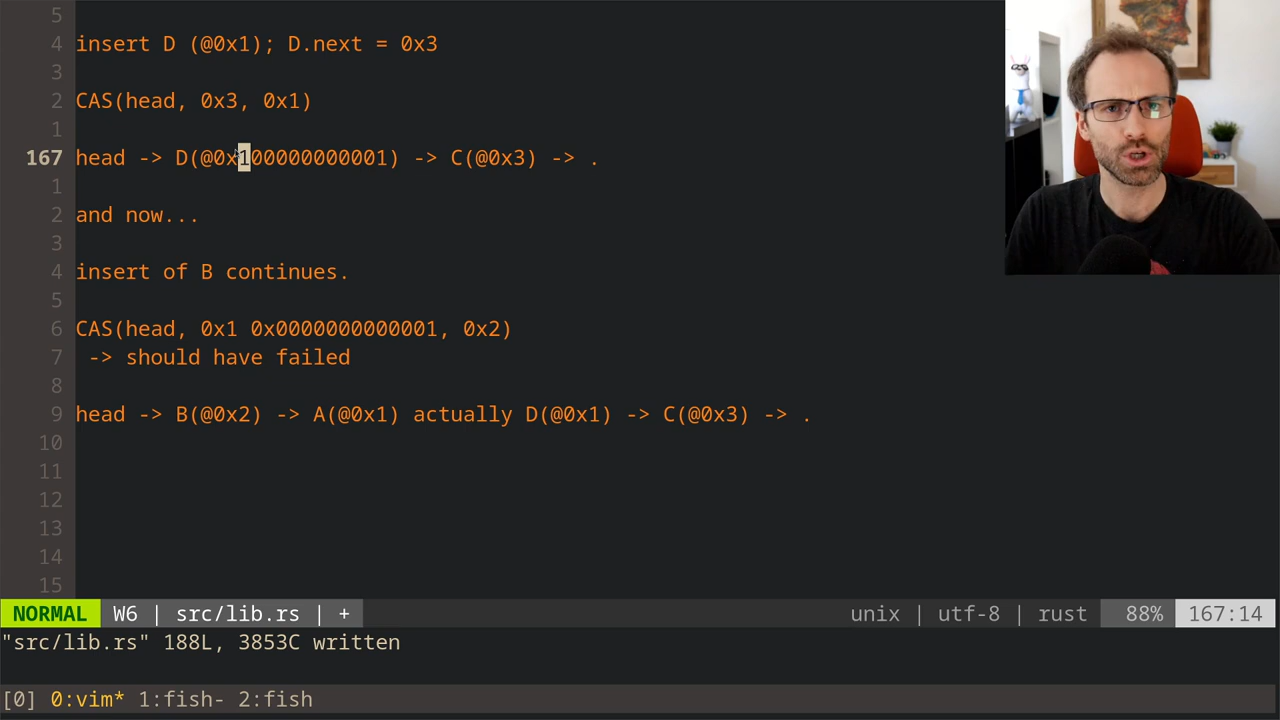 5
4 insert D (@0x1); D.next = 0x3
3
2 CAS(head, 0x3, 0x1)
1
167 head -> D(@0x100000000001) -> C(@0x3) -> .
1
2 and now...
3
4 insert of B continues.
5
6 CAS(head, 0x1 0x0000000000001, 0x2)
7 -> should have failed
8
9 head -> B(@0x2) -> A(@0x1) actually D(@0x1) -> C(@0x3) -> .
10
11
12
13
14
15
NORMAL W6 | src/lib.rs | + unix | utf-8 | rust 88% 167:14
"src/lib.rs" 188L, 3853C written
[0] 0:vim* 1:fish- 2:fish